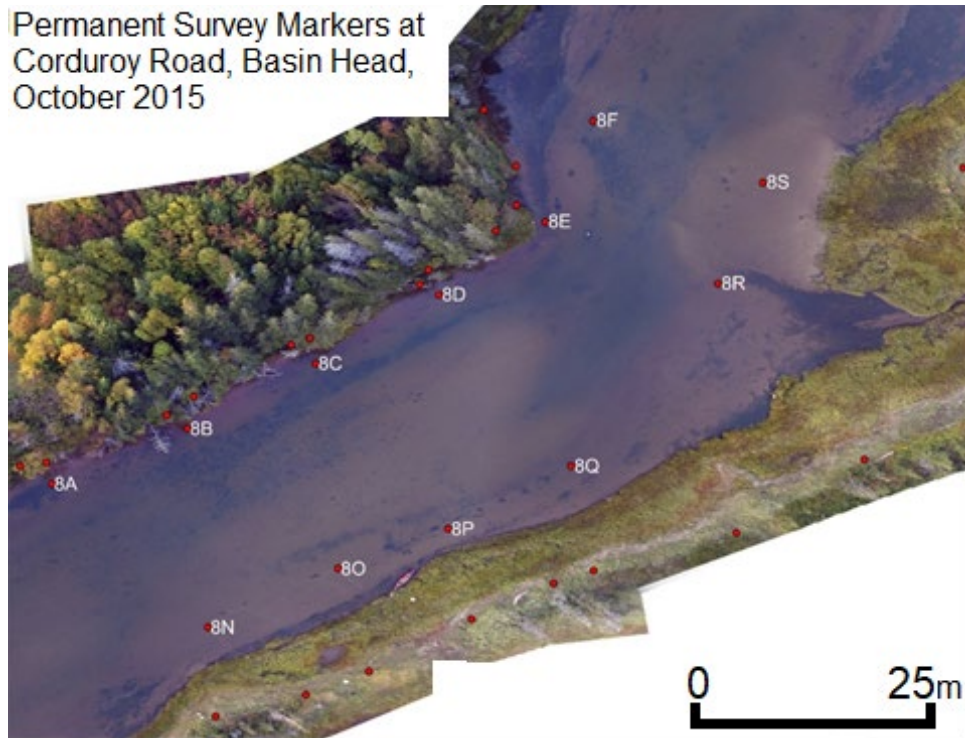 Permanent Survey Markers at
Corduroy Road, Basin Head,
October 2015
8F
8S
8E
8R
8D
8C
8B
8Q
8A
8P
8O
8N
0 25m